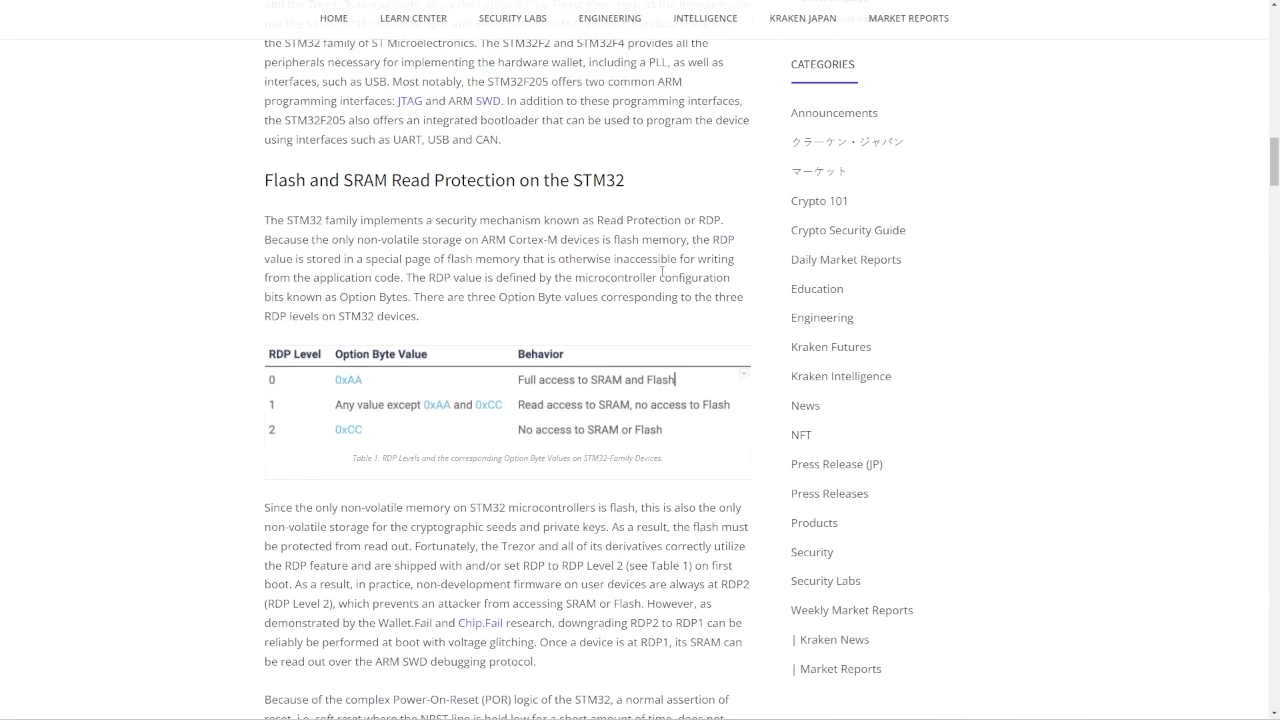 HOME LEARN CENTER SECURITY LABS ENGINEERING INTELLIGENCE KRAKEN JAPAN MARKET REPORTS
the STM32 family of ST Microelectronics. The STM32F2 and STM32F4 provides all the
peripherals necessary for implementing the hardware wallet, including a PLL, as well as
interfaces, such as USB. Most notably, the STM32F205 offers two common ARM
programming interfaces: JTAG and ARM SWD. In addition to these programming interfaces,
the STM32F205 also offers an integrated bootloader that can be used to program the device
using interfaces such as UART, USB and CAN.
Flash and SRAM Read Protection on the STM32
The STM32 family implements a security mechanism known as Read Protection or RDP.
Because the only non-volatile storage on ARM Cortex-M devices is flash memory, the RDP
value is stored in a special page of flash memory that is otherwise inaccessible for writing
from the application code. The RDP value is defined by the microcontroller configuration
bits known as Option Bytes. There are three Option Byte values corresponding to the three
RDP levels on STM32 devices.
RDP Level Option Byte Value Behavior
0 0xAA Full access to SRAM and Flash
1 Any value except 0xAA and 0xCC Read access to SRAM, no access to Flash
2 0xCC No access to SRAM or Flash
Table 1: RDP Levels and the corresponding Option Byte Values on STM32-Family Devices.
Since the only non-volatile memory on STM32 microcontrollers is flash, this is also the only
non-volatile storage for the cryptographic seeds and private keys. As a result, the flash must
be protected from read out. Fortunately, the Trezor and all of its derivatives correctly utilize
the RDP feature and are shipped with and/or set RDP to RDP Level 2 (see Table 1) on first
boot. As a result, in practice, non-development firmware on user devices are always at RDP2
(RDP Level 2), which prevents an attacker from accessing SRAM or Flash. However, as
demonstrated by the Wallet.Fail and Chip.Fail research, downgrading RDP2 to RDP1 can be
reliably be performed at boot with voltage glitching. Once a device is at RDP1, its SRAM can
be read out over the ARM SWD debugging protocol.
Because of the complex Power-On-Reset (POR) logic of the STM32, a normal assertion of
reset, i.e. soft reset where the NRST line is held low for a short amount of time, does not
CATEGORIES
Announcements
クラーケン・ジャパン
マーケット
Crypto 101
Crypto Security Guide
Daily Market Reports
Education
Engineering
Kraken Futures
Kraken Intelligence
News
NFT
Press Release (JP)
Press Releases
Products
Security
Security Labs
Weekly Market Reports
| Kraken News
| Market Reports